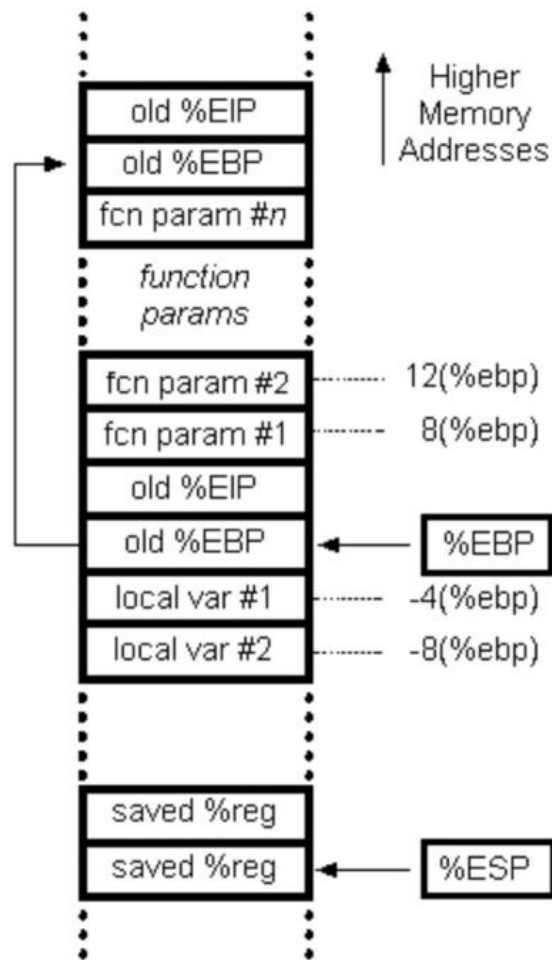 old %EIP
Higher
Memory
Addresses
old %EBP
fcn param #n
function
params
fcn param #2
12(%ebp)
fcn param #1
8(%ebp)
old %EIP
old %EBP
%EBP
local var #1
-4(%ebp)
local var #2
-8(%ebp)
saved %reg
saved %reg
%ESP